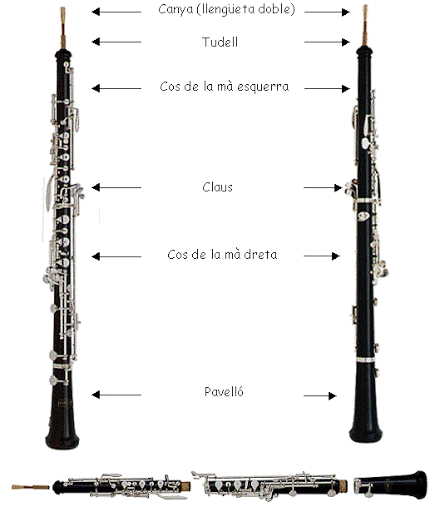 Canya (llengüeta doble)
Tudell
Cos de la mà esquerra
Claus
Cos de la mà dreta
Pavelló